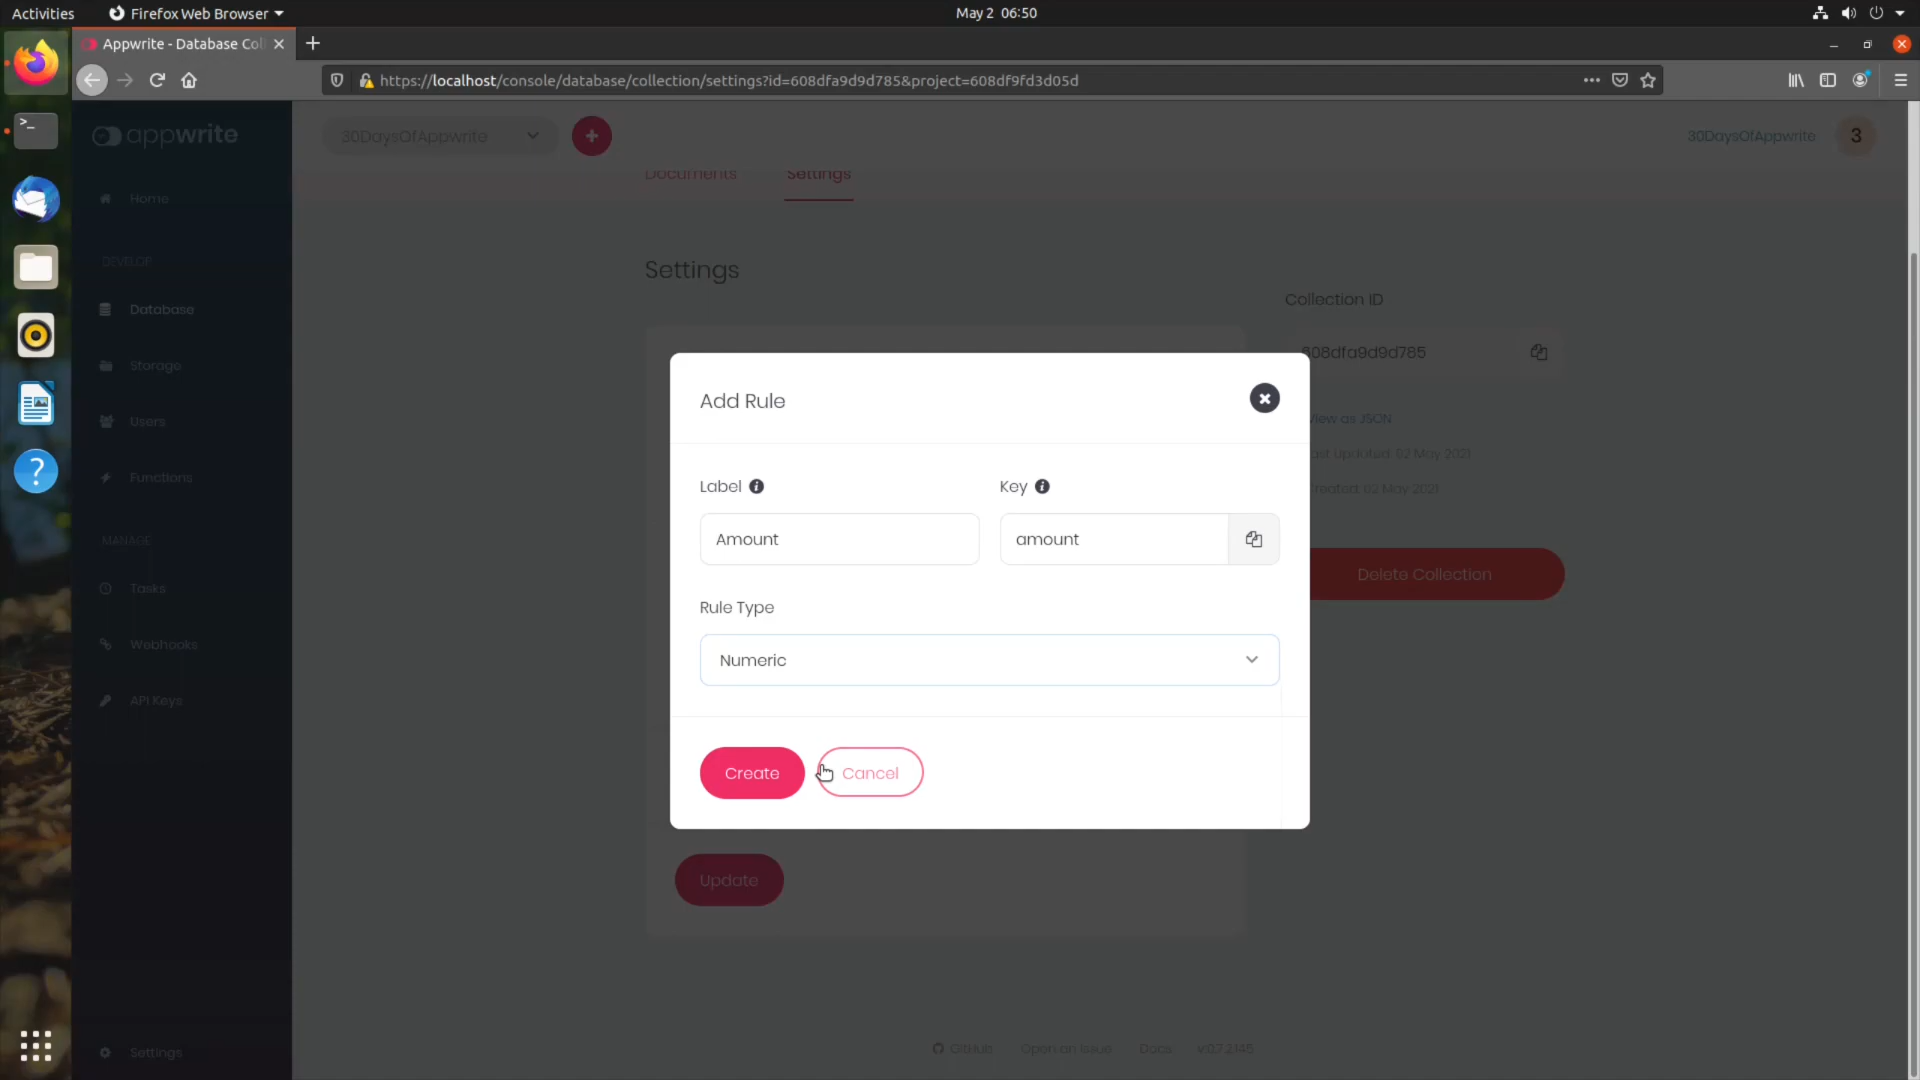 Activities
Firefox Web Browser
May 2 06:50
Appwrite - Database Coll
https://localhost/console/database/collection/settings?id=608dfa9d9d785&project=608df9fd3d05d
appwrite
30DaysOfAppwrite
30DaysOfAppwrite
3
Home
DEVELOP
Database
Storage
Users
Functions
MANAGE
Tasks
Webhooks
API Keys
Settings
Documents
Settings
Settings
Collection ID
608dfa9d9d785
View as JSON
Last Updated: 02 May 2021
Created: 02 May 2021
Delete Collection
Add Rule
Label
Key
Amount
amount
Rule Type
Numeric
Create
Cancel
Update
GitHub
Open an Issue
Docs
v:0.7.2.145